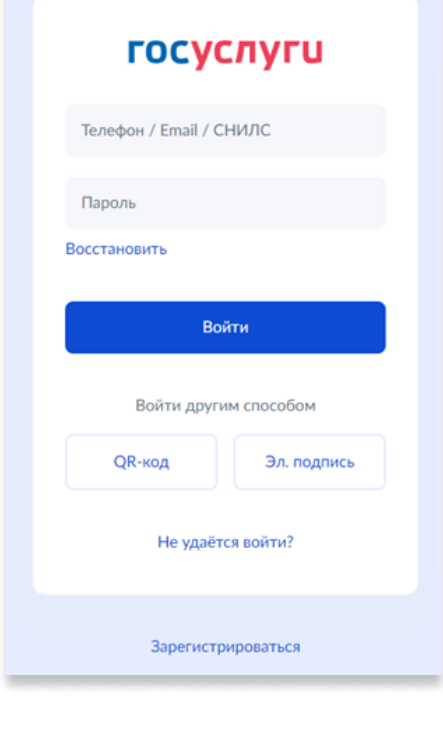 госуслуги
Телефон / Email / СНИЛС
Пароль
Восстановить
Войти
Войти другим способом
QR-код Эл. подпись
Не удаётся войти?
Зарегистрироваться